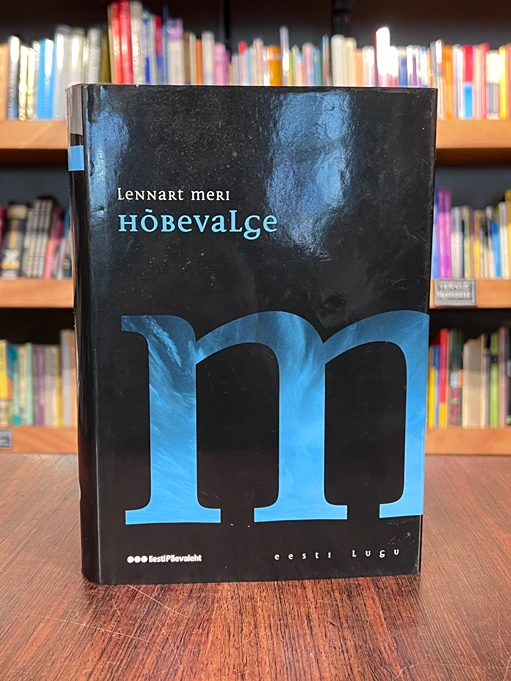 Lennart meri
HÕBevaLge
m
EestiPäevaleht
eesti Lugu